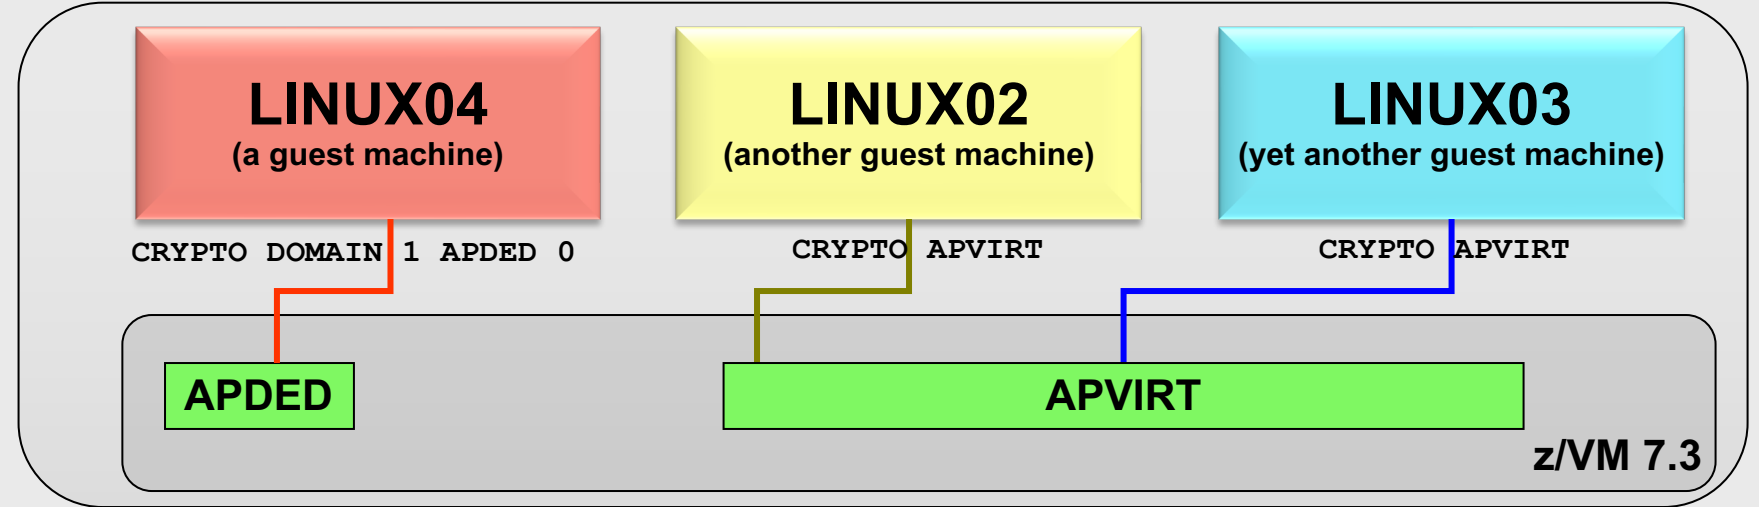 LINUX04
(a guest machine)
LINUX02
(another guest machine)
LINUX03
(yet another guest machine)
CRYPTO DOMAIN 1 APDED 0
CRYPTO APVIRT
CRYPTO APVIRT
APDED
APVIRT
z/VM 7.3